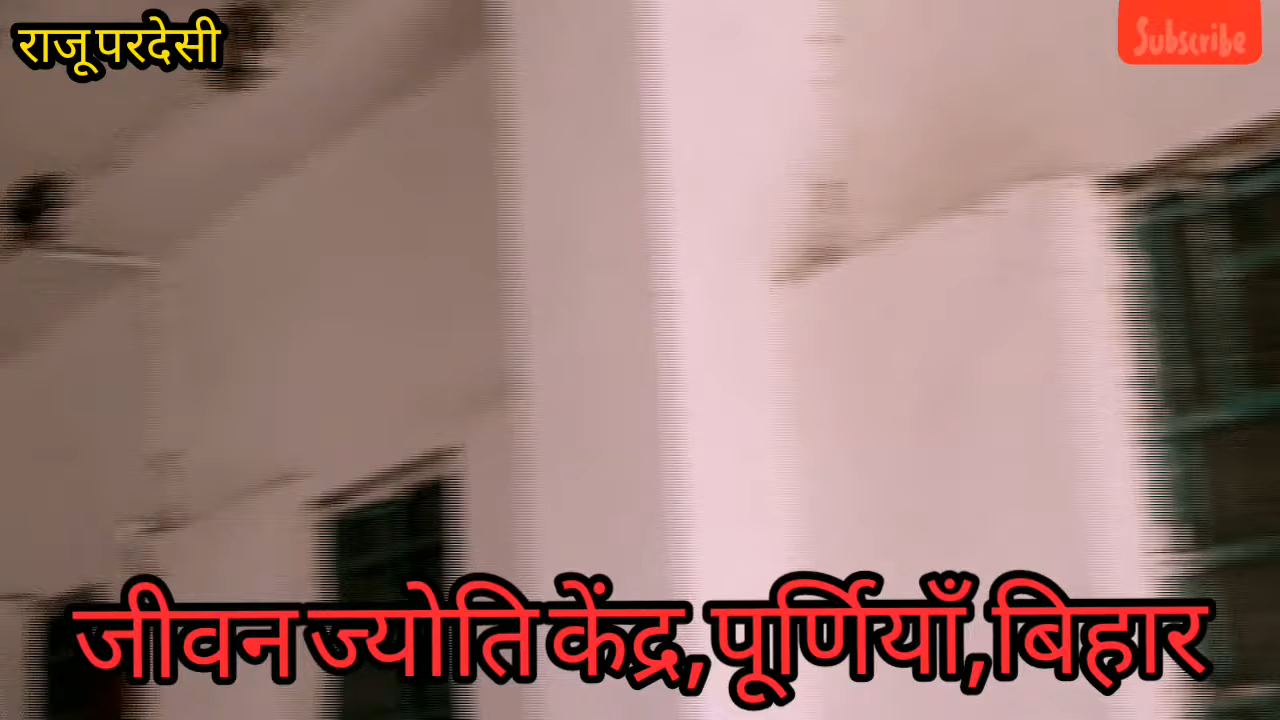 राजू परदेसी
Subscribe
जीवन ज्योति केंद्र, पूर्णियाँ, बिहार